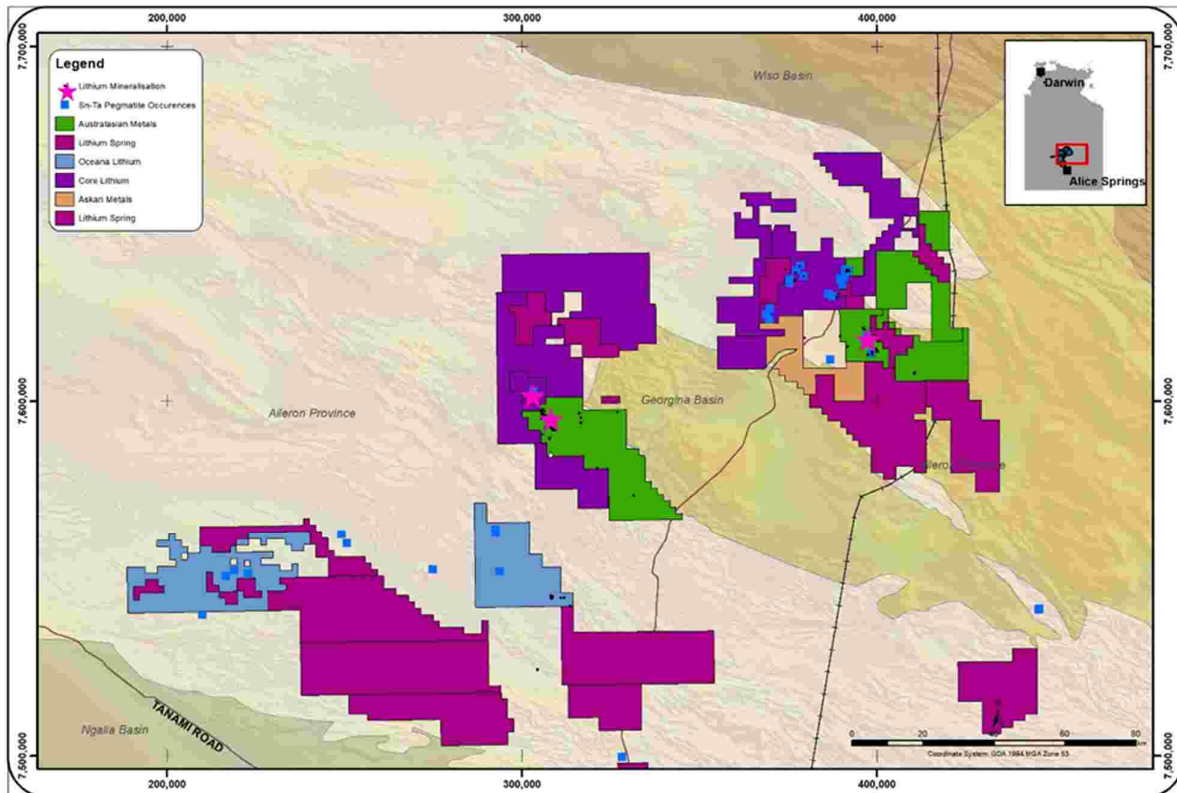 200,000 300,000 400,000
7,700,000 7,700,000
Legend
Lithium Mineralisation
Sn-Ta Pegmatite Occurences
Australasian Metals
Lithium Spring
Oceana Lithium
Core Lithium
Askari Metals
Lithium Spring
Wiso Basin
Darwin
Alice Springs
Aileron Province
Georgina Basin
7,600,000 7,600,000
Province
Ngalia Basin
TANAMI ROAD
0 20 40 60 80
km
Coordinate System: GDA 1994 MGA Zone 53
7,500,000 7,500,000
200,000 300,000 400,000